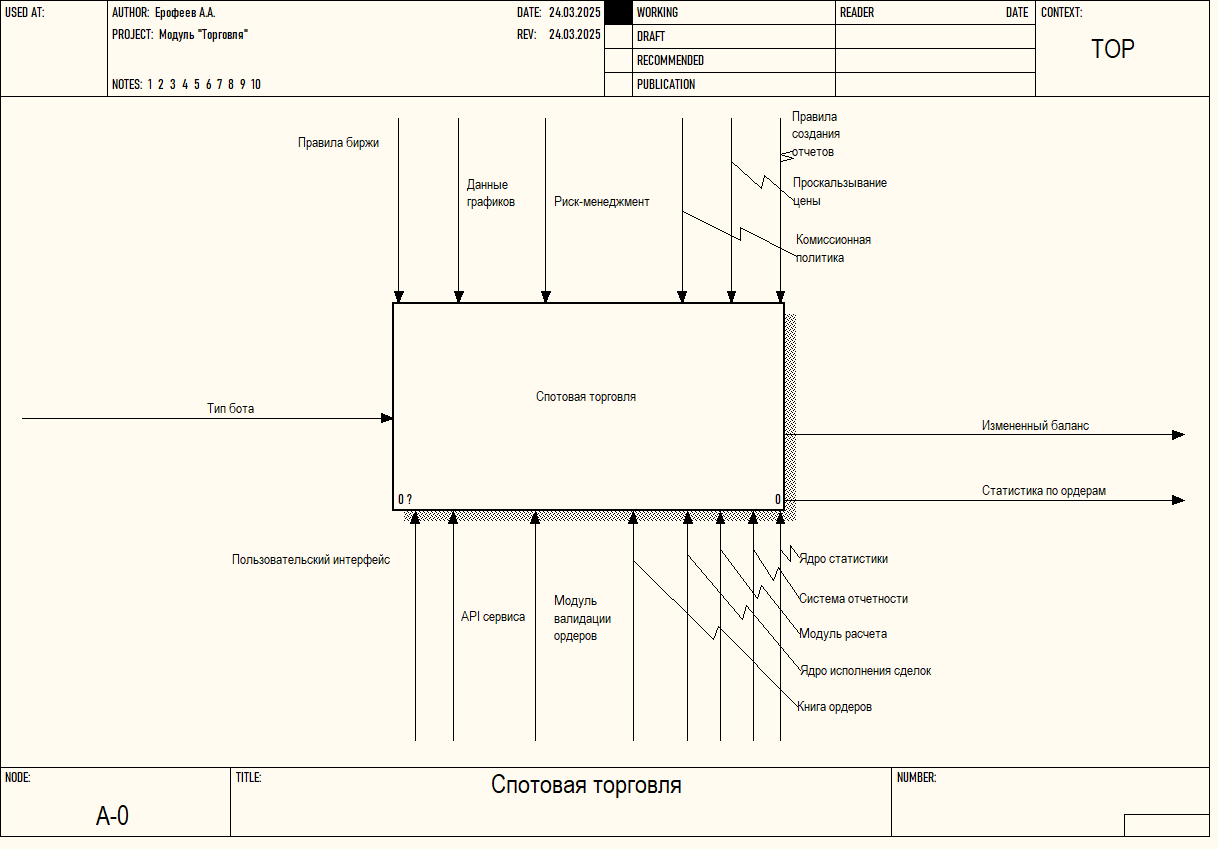 USED AT:
AUTHOR: Ерофеев А.А.
DATE: 24.03.2025
PROJECT: Модуль "Торговля"
REV: 24.03.2025
NOTES: 1 2 3 4 5 6 7 8 9 10
WORKING
DRAFT
RECOMMENDED
PUBLICATION
READER
DATE
CONTEXT:
TOP
Правила биржи
Данные
графиков
Риск-менеджмент
Правила
создания
отчетов
Проскальзывание
цены
Комиссионная
политика
Тип бота
Спотовая торговля
0 ?
0
Измененный баланс
Статистика по ордерам
Пользовательский интерфейс
API сервиса
Модуль
валидации
ордеров
Ядро статистики
Система отчетности
Модуль расчета
Ядро исполнения сделок
Книга ордеров
NODE:
A-0
TITLE:
Спотовая торговля
NUMBER: